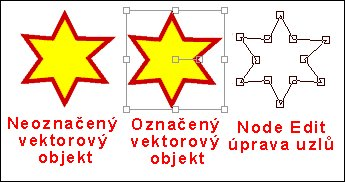 Neoznačený
vektorový
objekt
Označený
vektorový
objekt
Node Edit
úprava uzlů